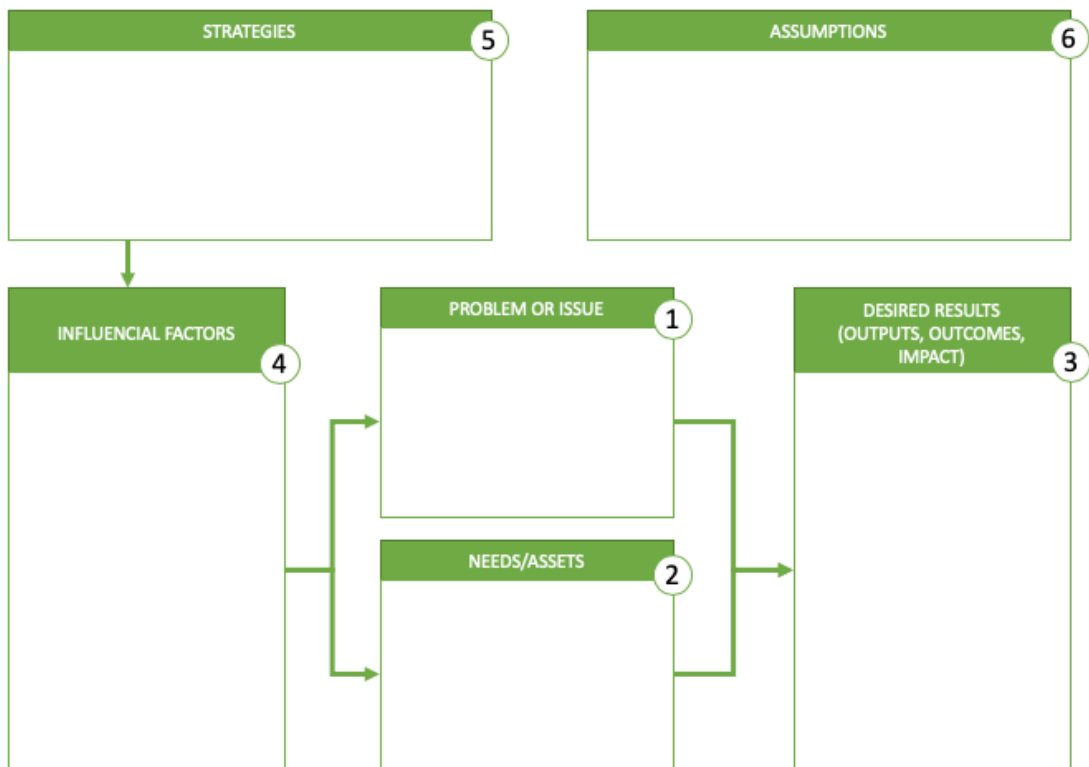 STRATEGIES
5
ASSUMPTIONS
6
INFLUENCIAL FACTORS
4
PROBLEM OR ISSUE
1
DESIRED RESULTS
(OUTPUTS, OUTCOMES,
IMPACT)
3
NEEDS/ASSETS
2